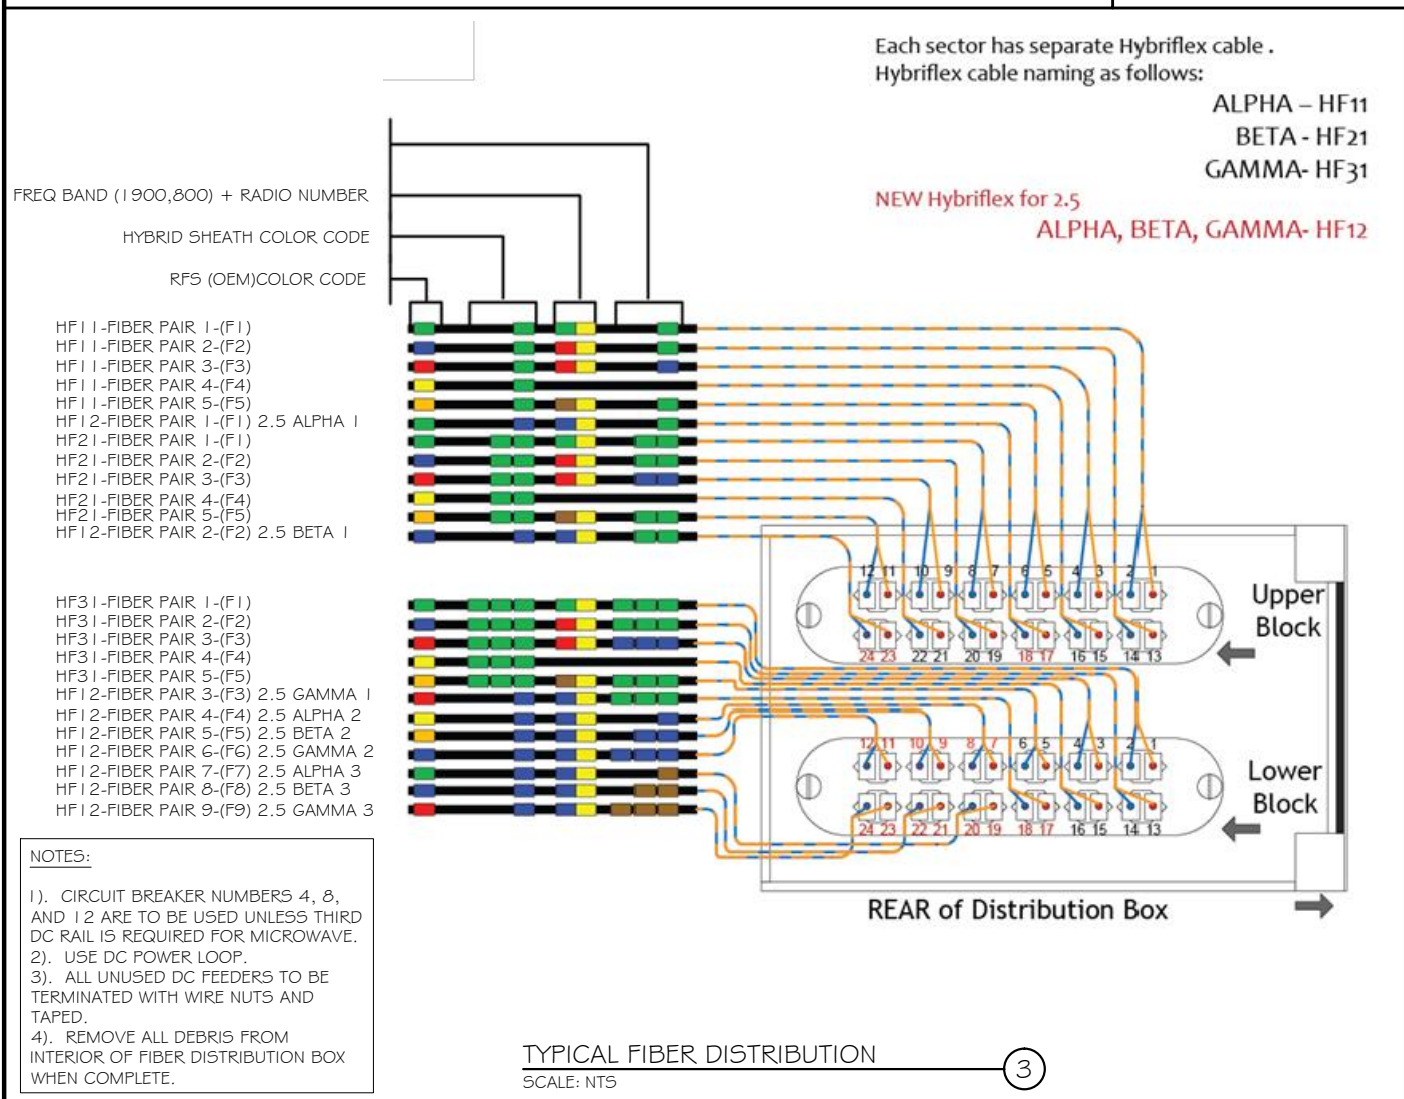 Each sector has separate Hybriflex cable .
Hybriflex cable naming as follows:
ALPHA – HF11
BETA - HF21
GAMMA- HF31
NEW Hybriflex for 2.5
ALPHA, BETA, GAMMA- HF12
FREQ BAND (1900,800) + RADIO NUMBER
HYBRID SHEATH COLOR CODE
RFS (OEM)COLOR CODE
HF11-FIBER PAIR 1-(F1)
HF11-FIBER PAIR 2-(F2)
HF11-FIBER PAIR 3-(F3)
HF11-FIBER PAIR 4-(F4)
HF11-FIBER PAIR 5-(F5)
HF12-FIBER PAIR 1-(F1) 2.5 ALPHA 1
HF21-FIBER PAIR 1-(F1)
HF21-FIBER PAIR 2-(F2)
HF21-FIBER PAIR 3-(F3)
HF21-FIBER PAIR 4-(F4)
HF21-FIBER PAIR 5-(F5)
HF12-FIBER PAIR 2-(F2) 2.5 BETA 1
HF31-FIBER PAIR 1-(F1)
HF31-FIBER PAIR 2-(F2)
HF31-FIBER PAIR 3-(F3)
HF31-FIBER PAIR 4-(F4)
HF31-FIBER PAIR 5-(F5)
HF12-FIBER PAIR 3-(F3) 2.5 GAMMA 1
HF12-FIBER PAIR 4-(F4) 2.5 ALPHA 2
HF12-FIBER PAIR 5-(F5) 2.5 BETA 2
HF12-FIBER PAIR 6-(F6) 2.5 GAMMA 2
HF12-FIBER PAIR 7-(F7) 2.5 ALPHA 3
HF12-FIBER PAIR 8-(F8) 2.5 BETA 3
HF12-FIBER PAIR 9-(F9) 2.5 GAMMA 3
12 11 10 9 8 7 6 5 4 3 2 1
24 23 22 21 20 19 18 17 16 15 14 13
Upper
Block
12 11 10 9 8 7 6 5 4 3 2 1
24 23 22 21 20 19 18 17 16 15 14 13
Lower
Block
REAR of Distribution Box
NOTES:
1). CIRCUIT BREAKER NUMBERS 4, 8,
AND 12 ARE TO BE USED UNLESS THIRD
DC RAIL IS REQUIRED FOR MICROWAVE.
2). USE DC POWER LOOP.
3). ALL UNUSED DC FEEDERS TO BE
TERMINATED WITH WIRE NUTS AND
TAPED.
4). REMOVE ALL DEBRIS FROM
INTERIOR OF FIBER DISTRIBUTION BOX
WHEN COMPLETE.
TYPICAL FIBER DISTRIBUTION
SCALE: NTS
3